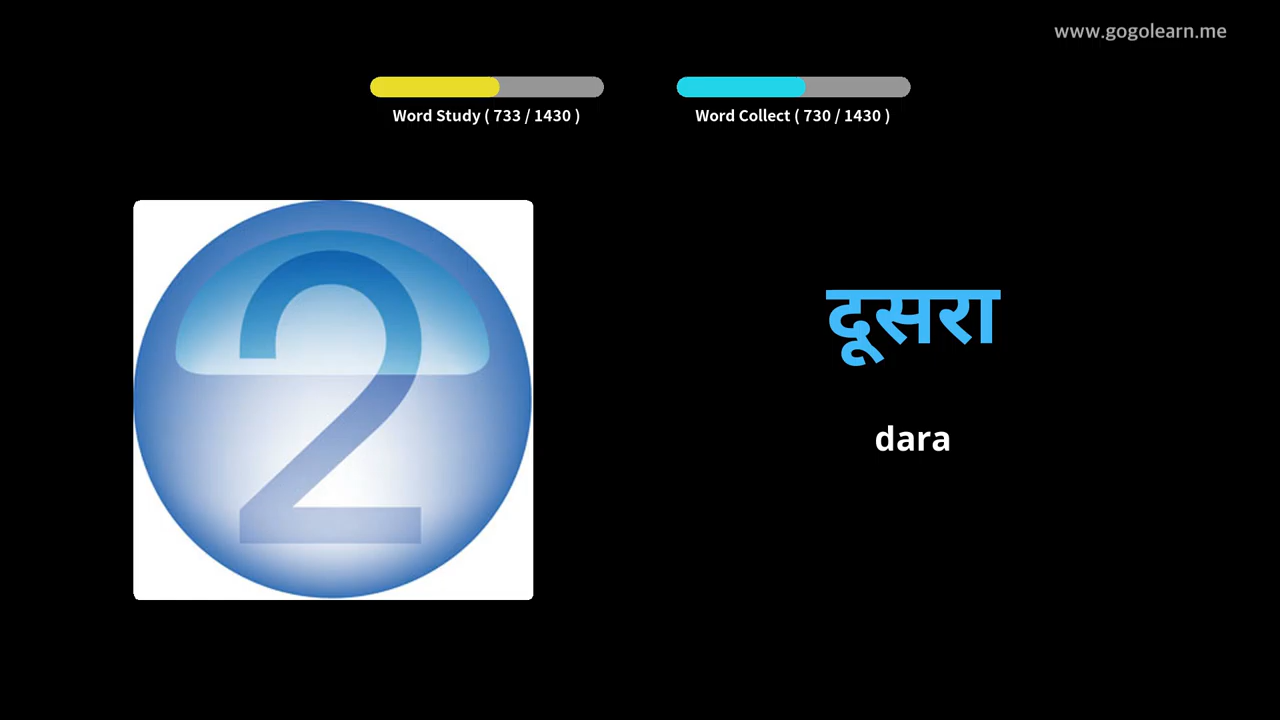 www.gogolearn.me
Word Study ( 733 / 1430 )
Word Collect ( 730 / 1430 )
2
दूसरा
dara